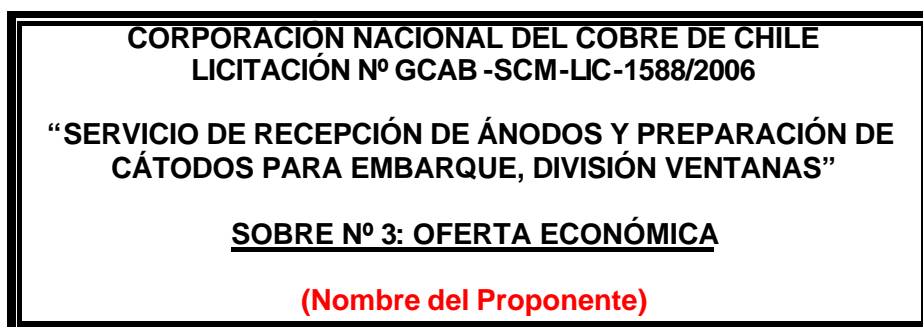 CORPORACIÓN NACIONAL DEL COBRE DE CHILE
LICITACIÓN Nº GCAB -SCM-LIC-1588/2006
“SERVICIO DE RECEPCIÓN DE ÁNODOS Y PREPARACIÓN DE
CÁTODOS PARA EMBARQUE, DIVISIÓN VENTANAS”
SOBRE Nº 3: OFERTA ECONÓMICA
(Nombre del Proponente)